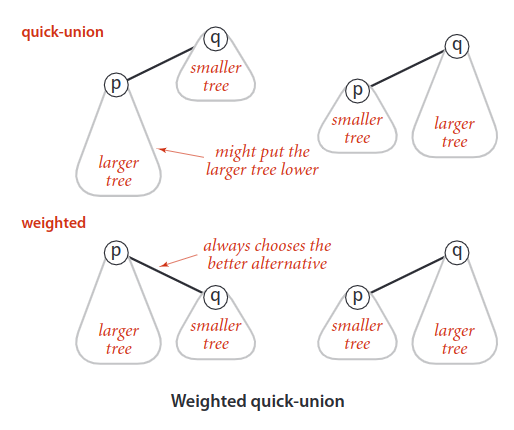 quick-union
q
smaller
tree
p
larger
tree
might put the
larger tree lower
q
p
smaller
tree
larger
tree
weighted
p
always chooses the
better alternative
larger
tree
q
smaller
tree
q
p
smaller
tree
larger
tree
Weighted quick-union